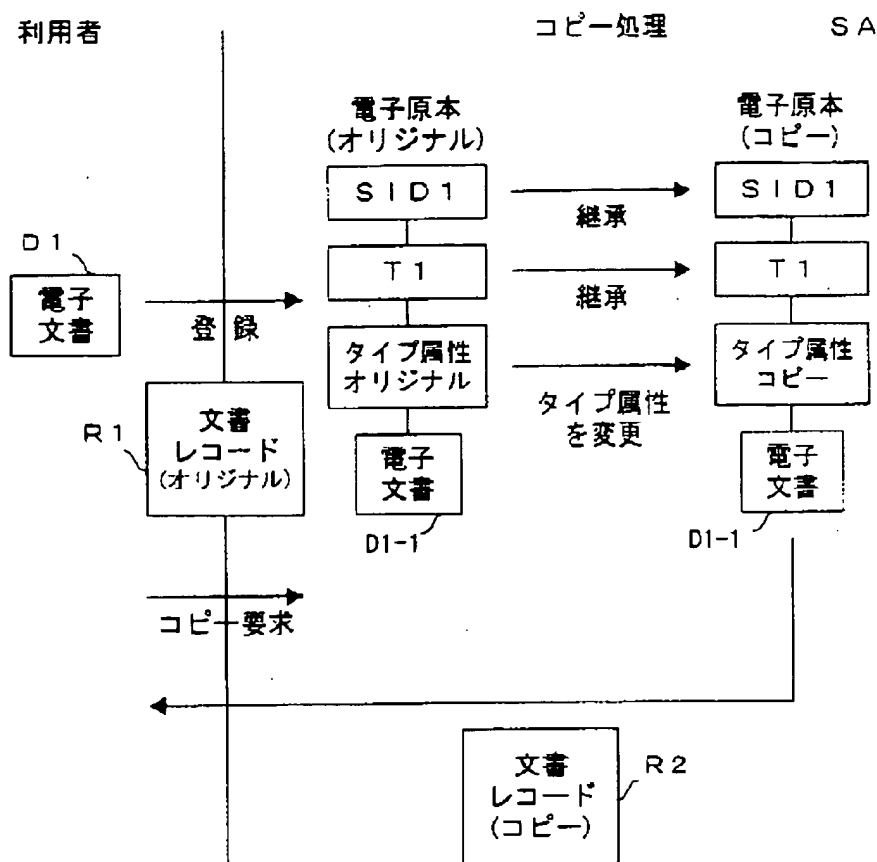 利用者
コピー処理
SA
電子原本
(オリジナル)
電子原本
(コピー)
SID1
SID1
継承
D1
T1
T1
継承
電子
文書
登録
タイプ属性
オリジナル
タイプ属性
コピー
タイプ属性
を変更
R1
文書
レコード
(オリジナル)
電子
文書
電子
文書
D1-1
D1-1
コピー要求
文書
レコード
(コピー)
R2